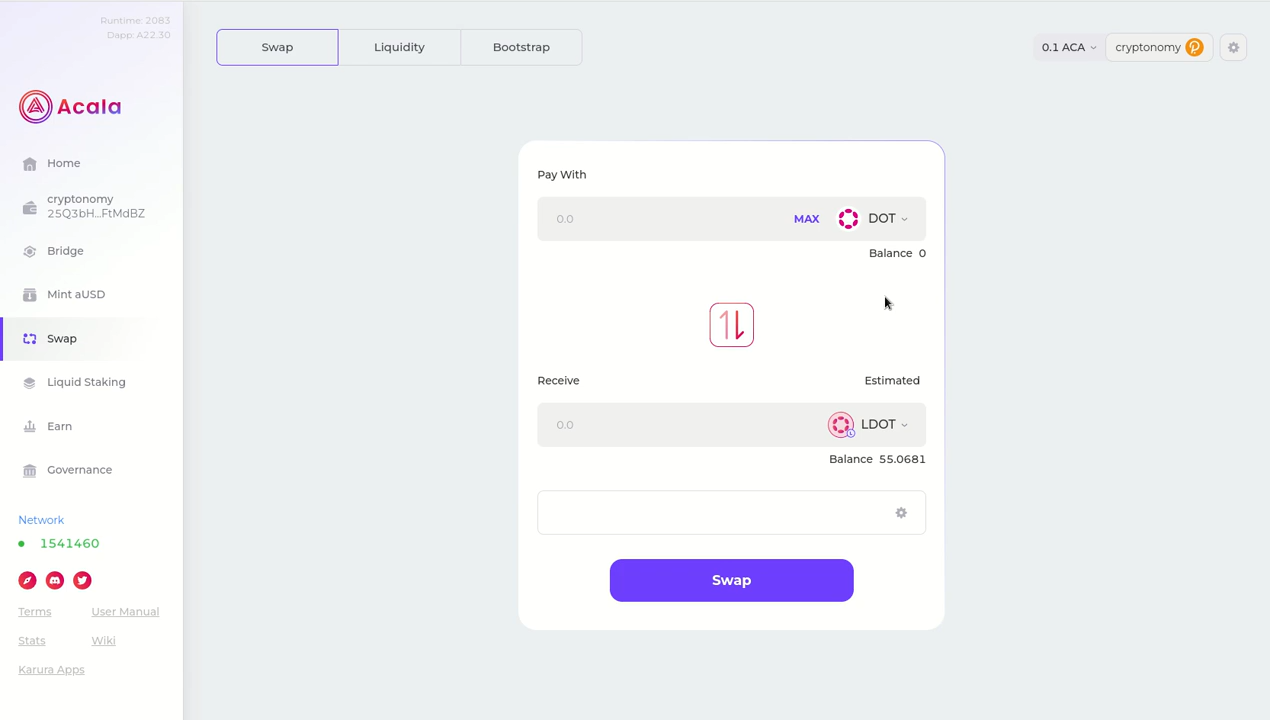 Runtime: 2083
Dapp: A22.30
Acala
Home
cryptonomy
25Q3bH...FtMdBZ
Bridge
Mint aUSD
Swap
Liquid Staking
Earn
Governance
Network
1541460
Terms User Manual
Stats Wiki
Karura Apps
Swap Liquidity Bootstrap
0.1 ACA cryptonomy
Pay With
0.0 MAX DOT
Balance 0
Receive Estimated
0.0 LDOT
Balance 55.0681
Swap